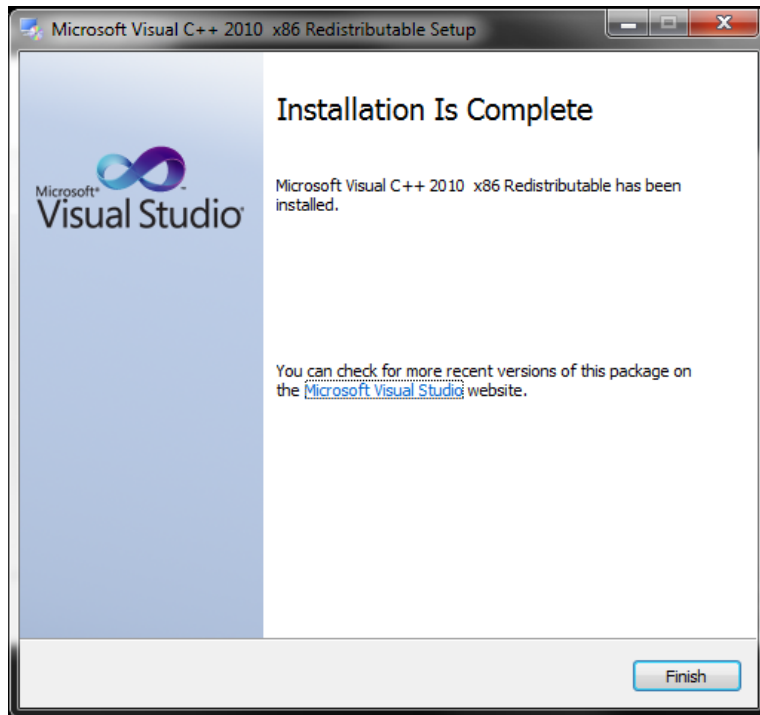 Microsoft Visual C++ 2010  x86 Redistributable Setup
Installation Is Complete
Microsoft Visual C++ 2010  x86 Redistributable has been
installed.
Microsoft®
Visual Studio®
You can check for more recent versions of this package on
the Microsoft Visual Studio website.
Finish